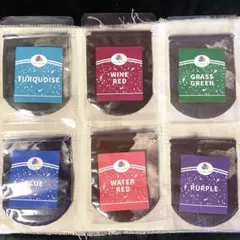 TURQUOISE
WINE
RED
GRASS
GREEN
BLUE
WATER
RED
PURPLE